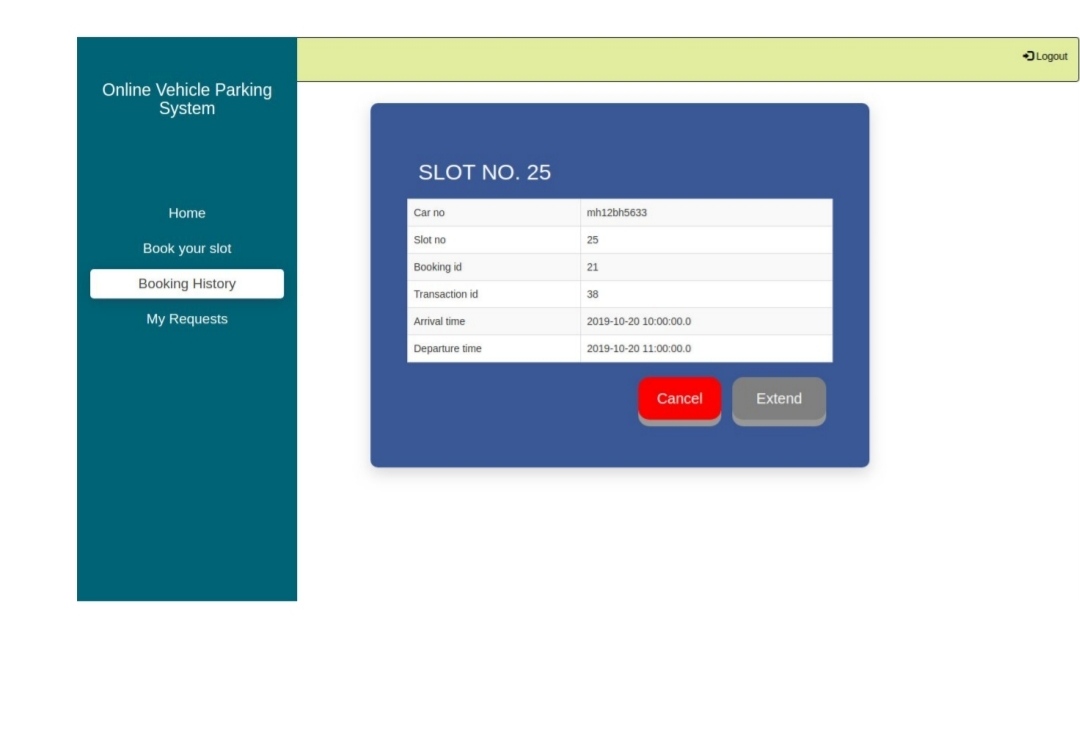 Logout
Online Vehicle Parking
System
Home
Book your slot
Booking History
My Requests
SLOT NO. 25
Car no mh12bh5633
Slot no 25
Booking id 21
Transaction id 38
Arrival time 2019-10-20 10:00:00.0
Departure time 2019-10-20 11:00:00.0
Cancel Extend